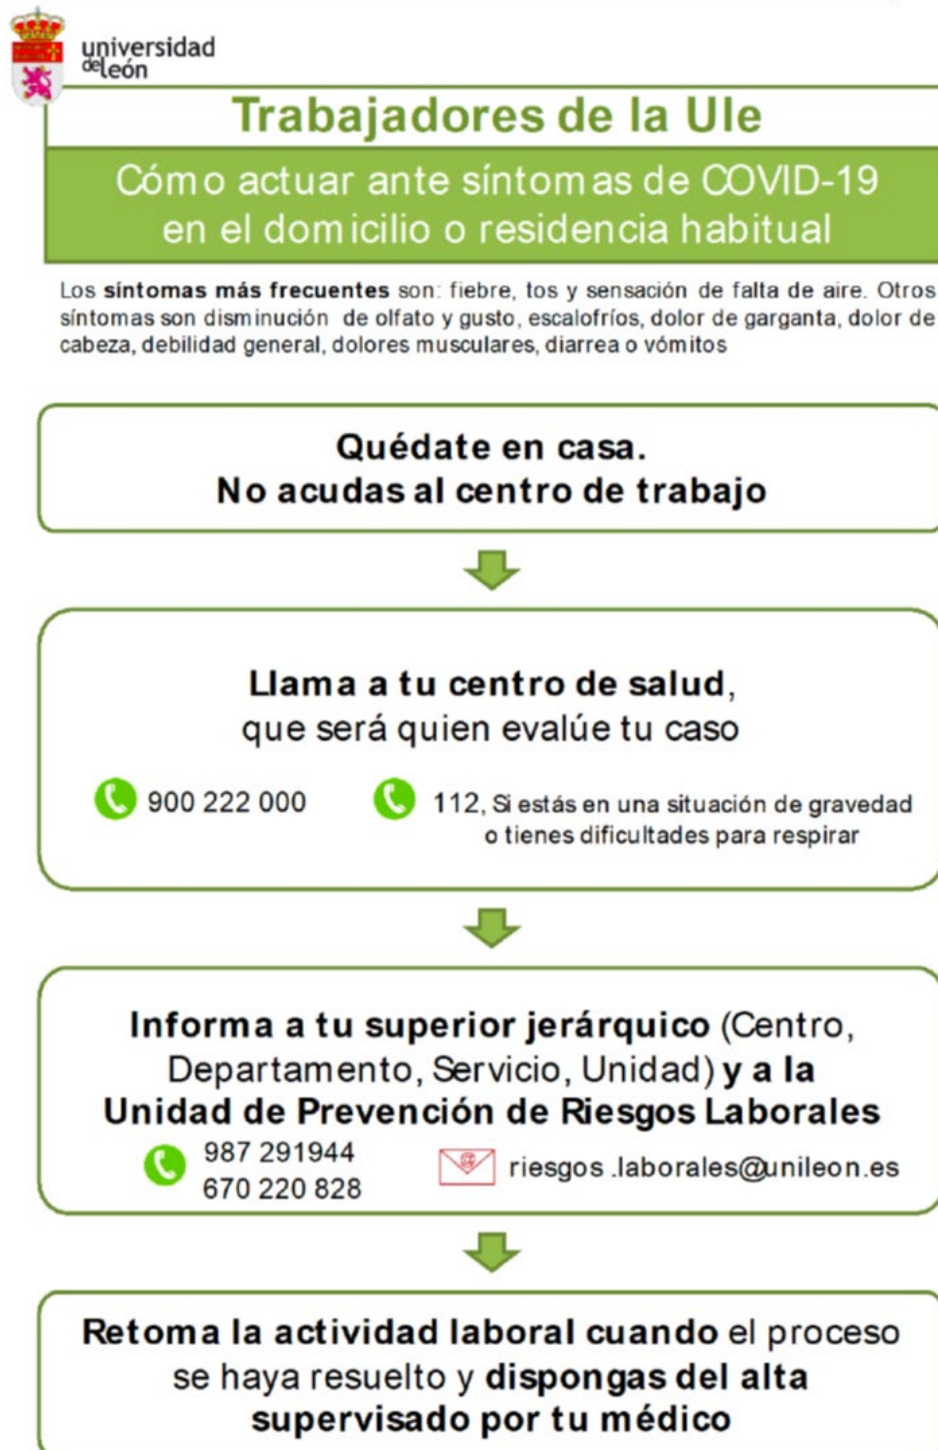 universidad
de león
Trabajadores de la Ule
Cómo actuar ante síntomas de COVID-19
en el domicilio o residencia habitual
Los síntomas más frecuentes son: fiebre, tos y sensación de falta de aire. Otros
síntomas son disminución de olfato y gusto, escalofríos, dolor de garganta, dolor de
cabeza, debilidad general, dolores musculares, diarrea o vómitos
Quédate en casa.
No acudas al centro de trabajo
Llama a tu centro de salud,
que será quien evalúe tu caso
900 222 000
112, Si estás en una situación de gravedad
o tienes dificultades para respirar
Informa a tu superior jerárquico (Centro,
Departamento, Servicio, Unidad) y a la
Unidad de Prevención de Riesgos Laborales
987 291944
670 220 828
@
riesgos .laborales@unileon.es
Retoma la actividad laboral cuando el proceso
se haya resuelto y dispongas del alta
supervisado por tu médico